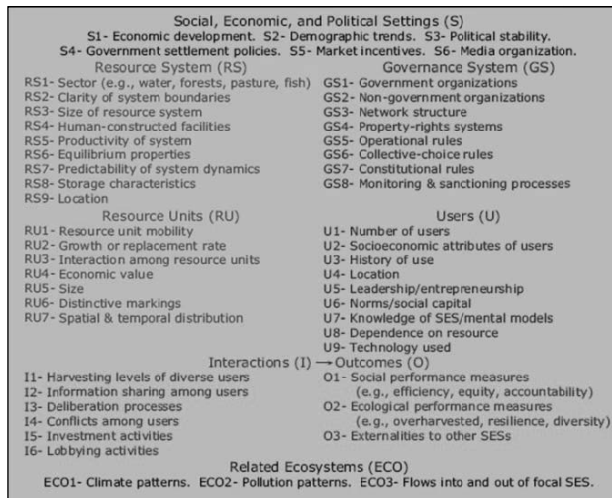 Social, Economic, and Political Settings (S)
S1- Economic development. S2- Demographic trends. S3- Political stability.
S4- Government settlement policies. S5- Market incentives. S6- Media organization.
Resource System (RS)
RS1- Sector (e.g., water, forests, pasture, fish)
RS2- Clarity of system boundaries
RS3- Size of resource system
RS4- Human-constructed facilities
RS5- Productivity of system
RS6- Equilibrium properties
RS7- Predictability of system dynamics
RS8- Storage characteristics
RS9- Location
Governance System (GS)
GS1- Government organizations
GS2- Non-government organizations
GS3- Network structure
GS4- Property-rights systems
GS5- Operational rules
GS6- Collective-choice rules
GS7- Constitutional rules
GS8- Monitoring & sanctioning processes
Resource Units (RU)
RU1- Resource unit mobility
RU2- Growth or replacement rate
RU3- Interaction among resource units
RU4- Economic value
RU5- Size
RU6- Distinctive markings
RU7- Spatial & temporal distribution
Users (U)
U1- Number of users
U2- Socioeconomic attributes of users
U3- History of use
U4- Location
U5- Leadership/entrepreneurship
U6- Norms/social capital
U7- Knowledge of SES/mental models
U8- Dependence on resource
U9- Technology used
Interactions (I) → Outcomes (O)
I1- Harvesting levels of diverse users
I2- Information sharing among users
I3- Deliberation processes
I4- Conflicts among users
I5- Investment activities
I6- Lobbying activities
O1- Social performance measures
(e.g., efficiency, equity, accountability)
O2- Ecological performance measures
(e.g., overharvested, resilience, diversity)
O3- Externalities to other SESs
Related Ecosystems (ECO)
ECO1- Climate patterns. ECO2- Pollution patterns. ECO3- Flows into and out of focal SES.